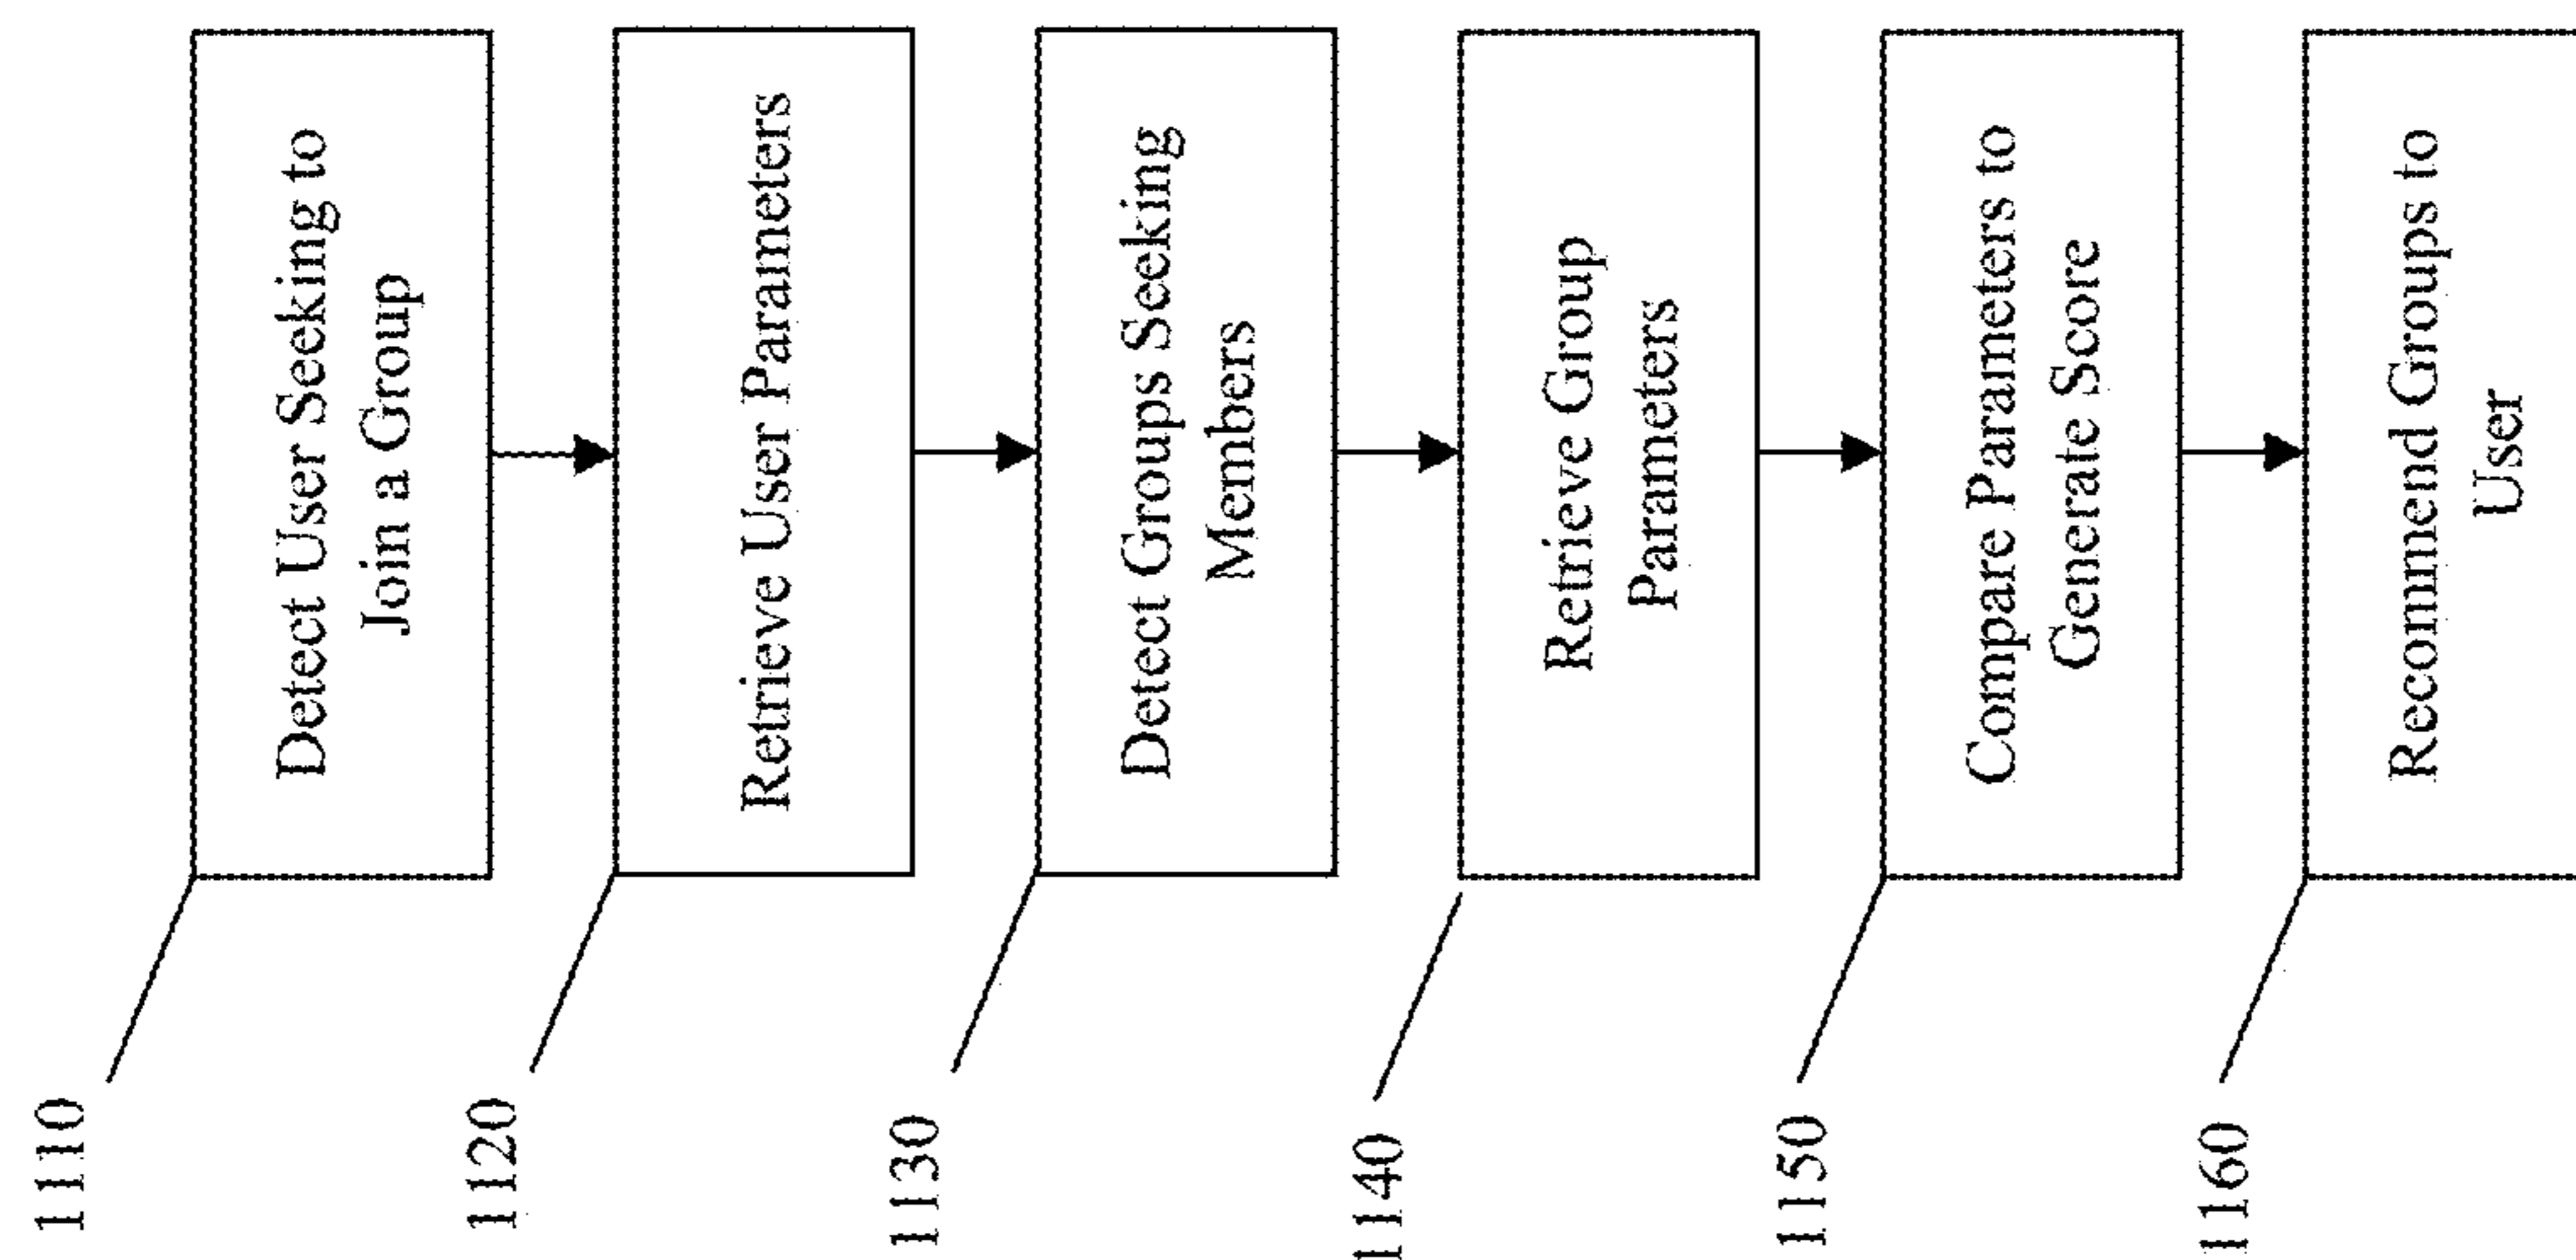 1110
Detect User Seeking to
Join a Group
1120
Retrieve User Parameters
1130
Detect Groups Seeking
Members
1140
Retrieve Group
Parameters
1150
Compare Parameters to
Generate Score
1160
Recommend Groups to
User